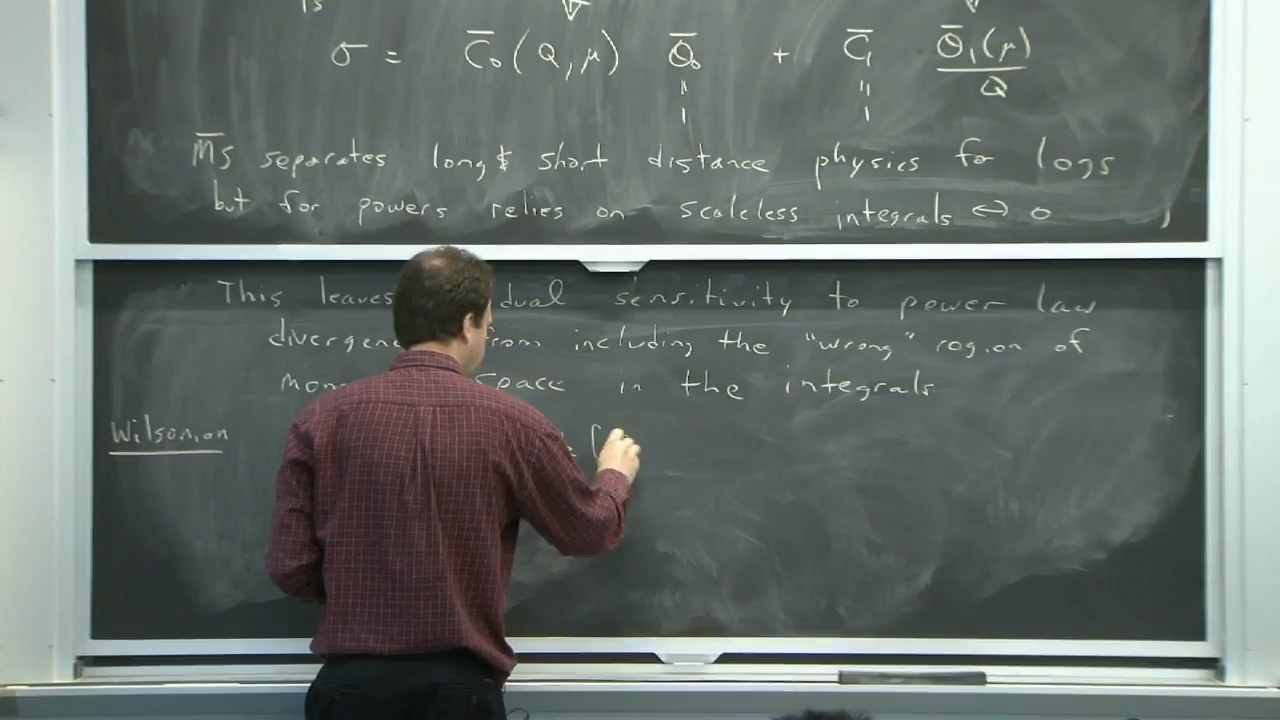 σ = C̄₀(Q,μ) Ō₀ + C̄₁ Ō₁(μ)/Q
" "
1 1
M̄S separates long & short distance physics for logs
but for powers relies on scaleless integrals ↔ 0
This leaves dual sensitivity to power law
divergen from including the "wrong" region of
mom space in the integrals
Wilsonian